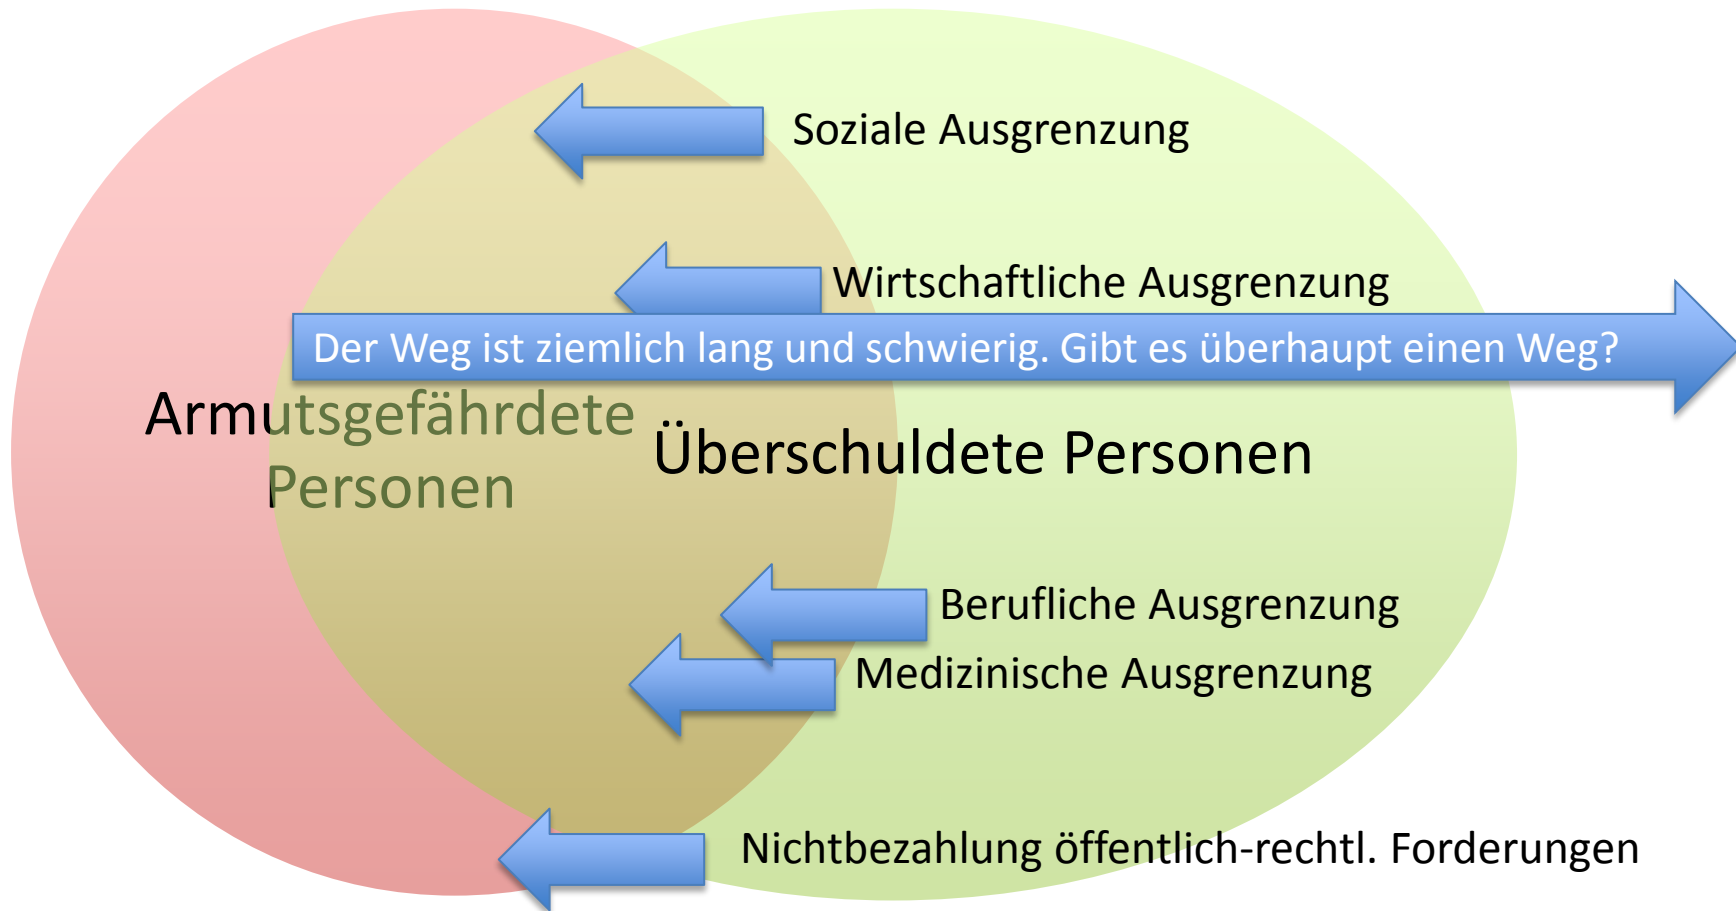 Soziale Ausgrenzung
Wirtschaftliche Ausgrenzung
Der Weg ist ziemlich lang und schwierig. Gibt es überhaupt einen Weg?
Armutsgefährdete
Personen
Überschuldete Personen
Berufliche Ausgrenzung
Medizinische Ausgrenzung
Nichtbezahlung öffentlich-rechtl. Forderungen